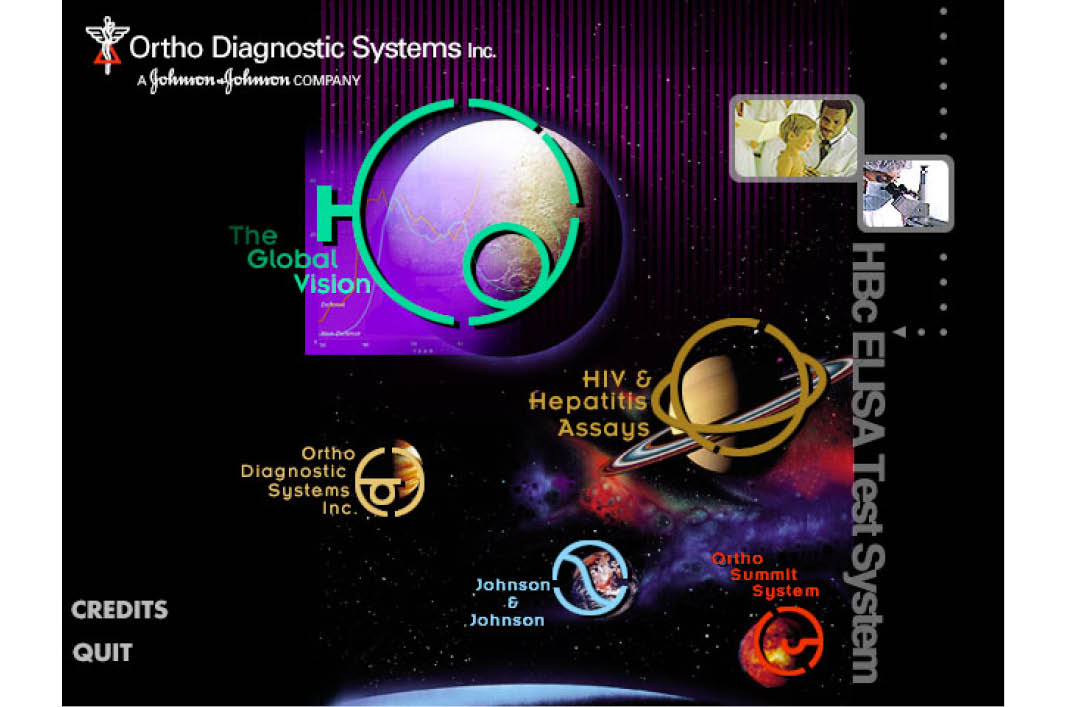 Ortho Diagnostic Systems Inc.
A Johnson & Johnson COMPANY
The
Global
Vision
HIV &
Hepatitis
Assays
HBc ELISA Test System
Ortho
Diagnostic
Systems
Inc.
Johnson
&
Johnson
Ortho
Summit
System
CREDITS
QUIT